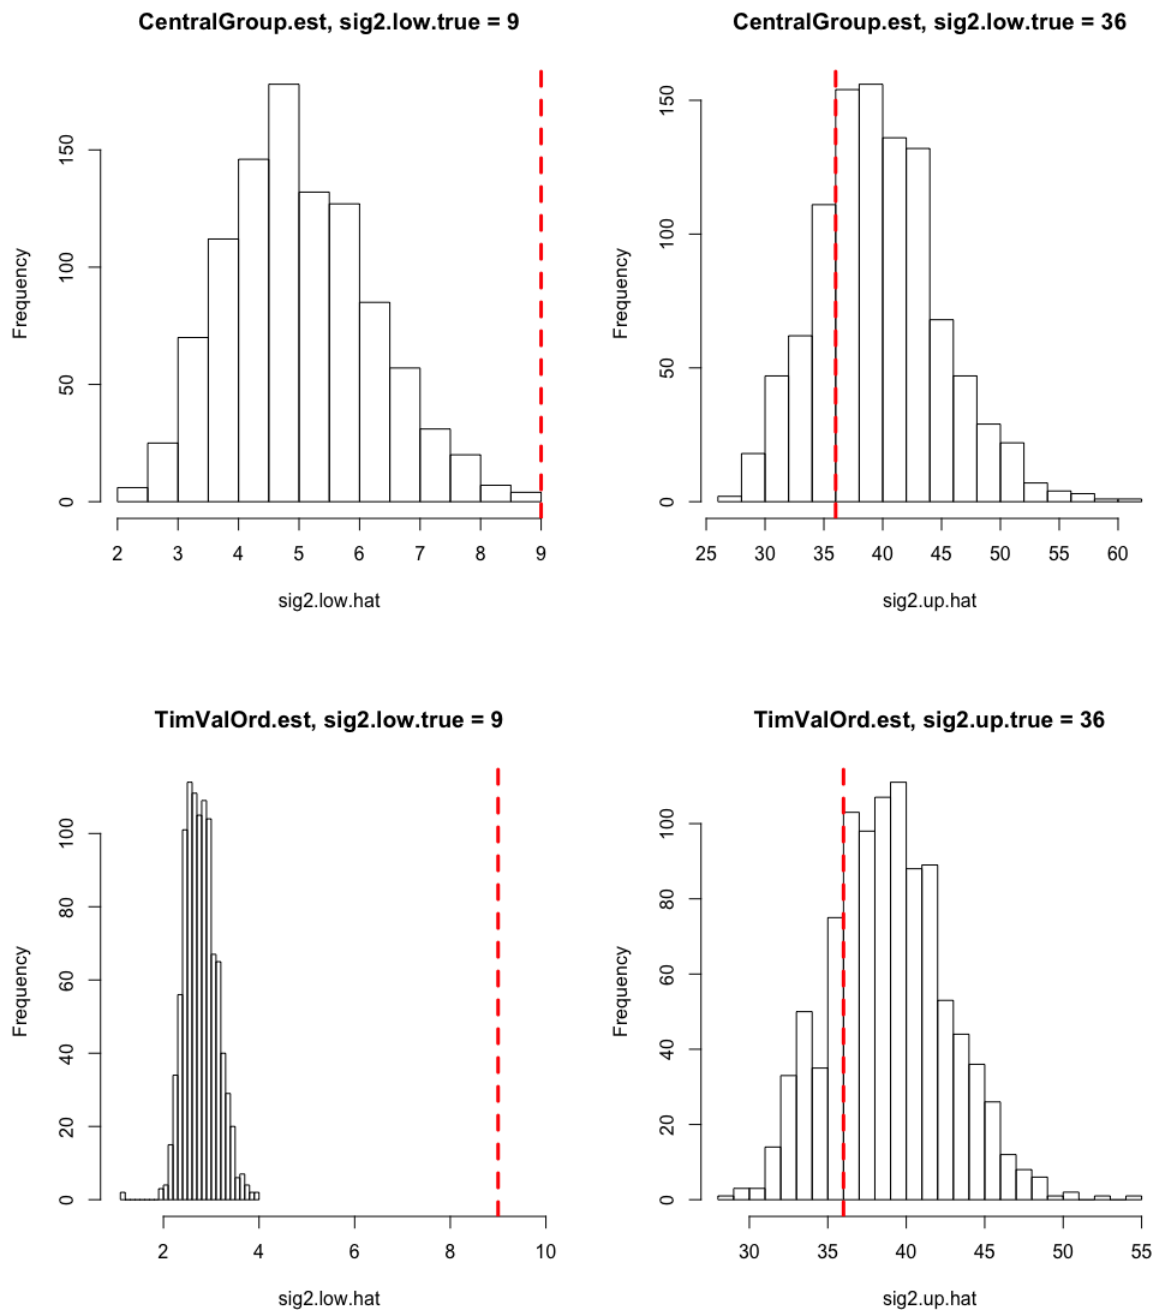 CentralGroup.est, sig2.low.true = 9
Frequency
0
50
100
150
2 3 4 5 6 7 8 9
sig2.low.hat
CentralGroup.est, sig2.low.true = 36
Frequency
0
50
100
150
25 30 35 40 45 50 55 60
sig2.up.hat
TimValOrd.est, sig2.low.true = 9
Frequency
0
20
40
60
80
100
2 4 6 8 10
sig2.low.hat
TimValOrd.est, sig2.up.true = 36
Frequency
0
20
40
60
80
100
30 35 40 45 50 55
sig2.up.hat